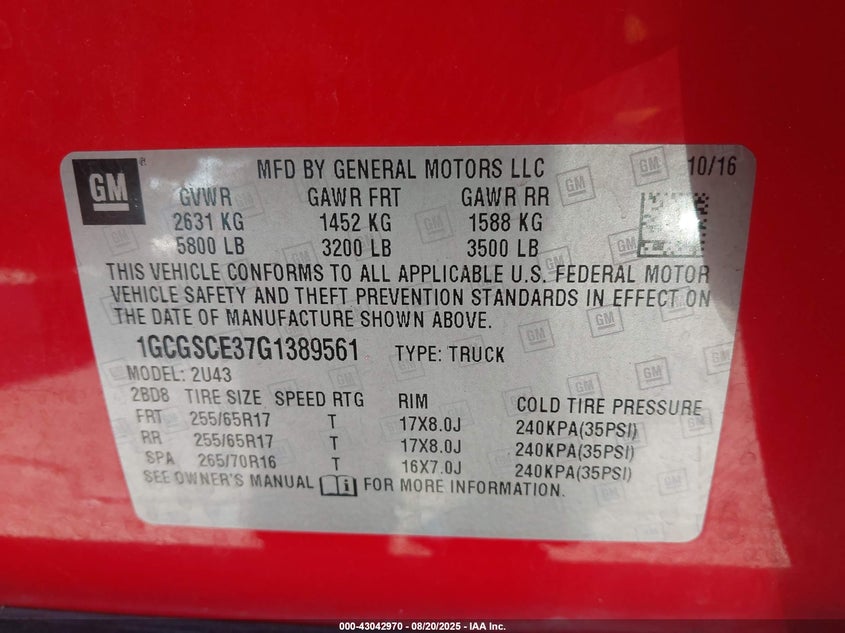 GM
MFD BY GENERAL MOTORS LLC 10/16
GVWR GAWR FRT GAWR RR
2631 KG 1452 KG 1588 KG
5800 LB 3200 LB 3500 LB
THIS VEHICLE CONFORMS TO ALL APPLICABLE U.S. FEDERAL MOTOR
VEHICLE SAFETY AND THEFT PREVENTION STANDARDS IN EFFECT ON
THE DATE OF MANUFACTURE SHOWN ABOVE.
1GCGSCE37G1389561 TYPE: TRUCK
MODEL: 2U43
2BD8 TIRE SIZE SPEED RTG RIM COLD TIRE PRESSURE
FRT 255/65R17 T 17X8.0J 240KPA(35PSI)
RR 255/65R17 T 17X8.0J 240KPA(35PSI)
SPA 265/70R16 T 16X7.0J 240KPA(35PSI)
SEE OWNER'S MANUAL FOR MORE INFORMATION.
000-43042970 - 08/20/2025 - IAA Inc.